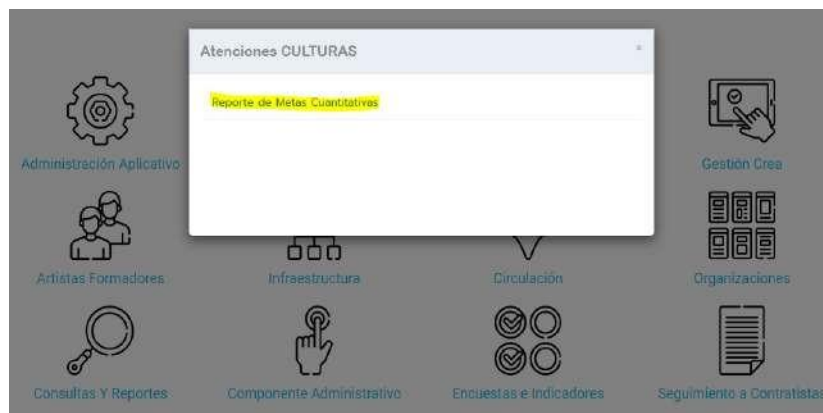 Atenciones CULTURAS ×
Reporte de Metas Cuantitativas
Administración Aplicativo Gestión Crea
Artistas Formadores Infraestructura Circulación Organizaciones
Consultas Y Reportes Componente Administrativo Encuestas e Indicadores Seguimiento a Contratistas